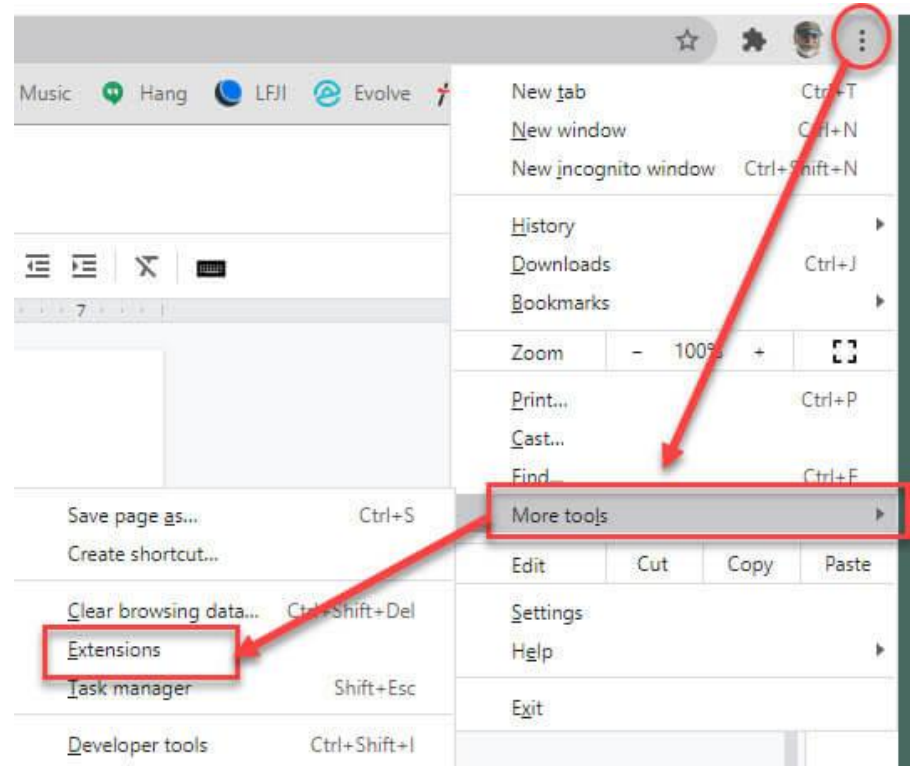 Music Hang LFJI Evolve
New tab Ctrl+T
New window Ctrl+N
New incognito window Ctrl+Shift+N
History
Downloads Ctrl+J
Bookmarks
7
Zoom - 100% +
Print... Ctrl+P
Cast...
Find... Ctrl+F
More tools
Save page as... Ctrl+S
Create shortcut...
Clear browsing data... Ctrl+Shift+Del
Extensions
Task manager Shift+Esc
Developer tools Ctrl+Shift+I
Edit Cut Copy Paste
Settings
Help
Exit